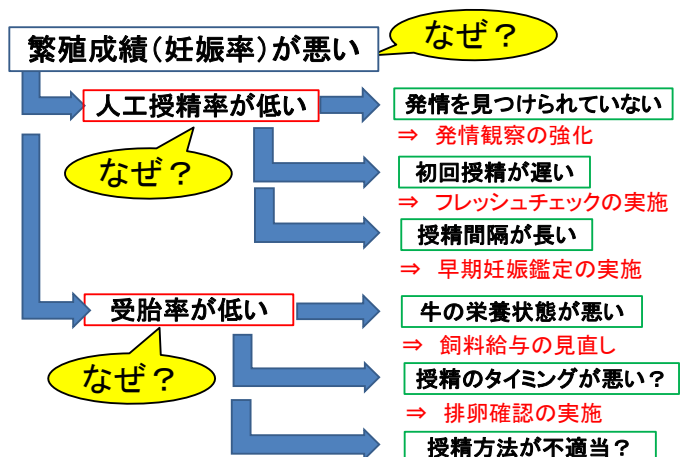 繁殖成績（妊娠率）が悪い
なぜ？
人工授精率が低い
発情を見つけられていない
⇒ 発情観察の強化
なぜ？
初回授精が遅い
⇒ フレッシュチェックの実施
授精間隔が長い
⇒ 早期妊娠鑑定の実施
受胎率が低い
牛の栄養状態が悪い
⇒ 飼料給与の見直し
なぜ？
授精のタイミングが悪い？
⇒ 排卵確認の実施
授精方法が不適当？